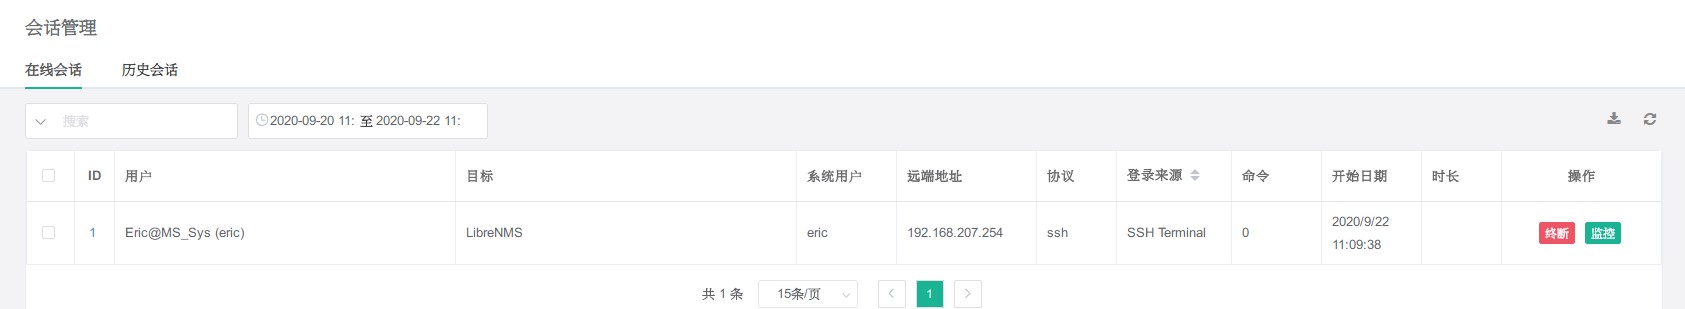 会话管理
在线会话 历史会话
搜索 2020-09-20 11: 至 2020-09-22 11:
ID 用户 目标 系统用户 远端地址 协议 登录来源 命令 开始日期 时长 操作
1 Eric@MS_Sys (eric) LibreNMS eric 192.168.207.254 ssh SSH Terminal 0 2020/9/22 终断 监控
11:09:38
共 1 条 15条/页 1